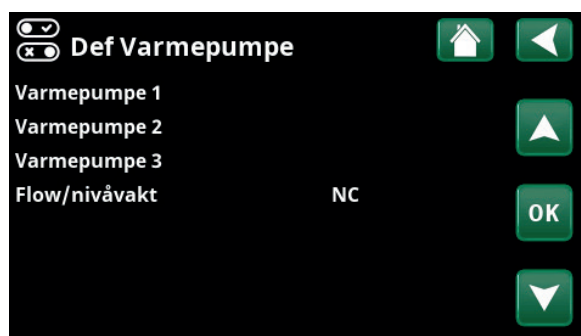 Def Varmepumpe
Varmepumpe 1
Varmepumpe 2
Varmepumpe 3
Flow/nivåvakt NC
OK